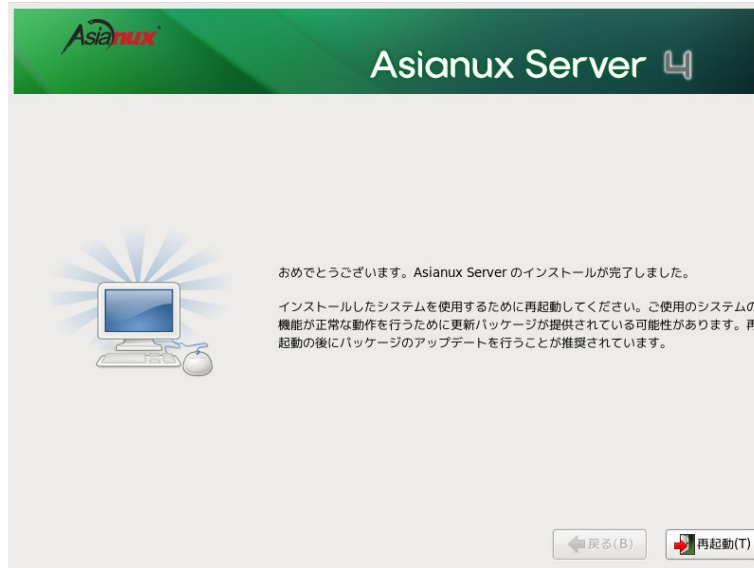 Asianux
Asianux Server 4
おめでとうございます。Asianux Server のインストールが完了しました。
インストールしたシステムを使用するために再起動してください。ご使用のシステムの
機能が正常な動作を行うために更新パッケージが提供されている可能性があります。再
起動の後にパッケージのアップデートを行うことが推奨されています。
戻る(B)
再起動(T)